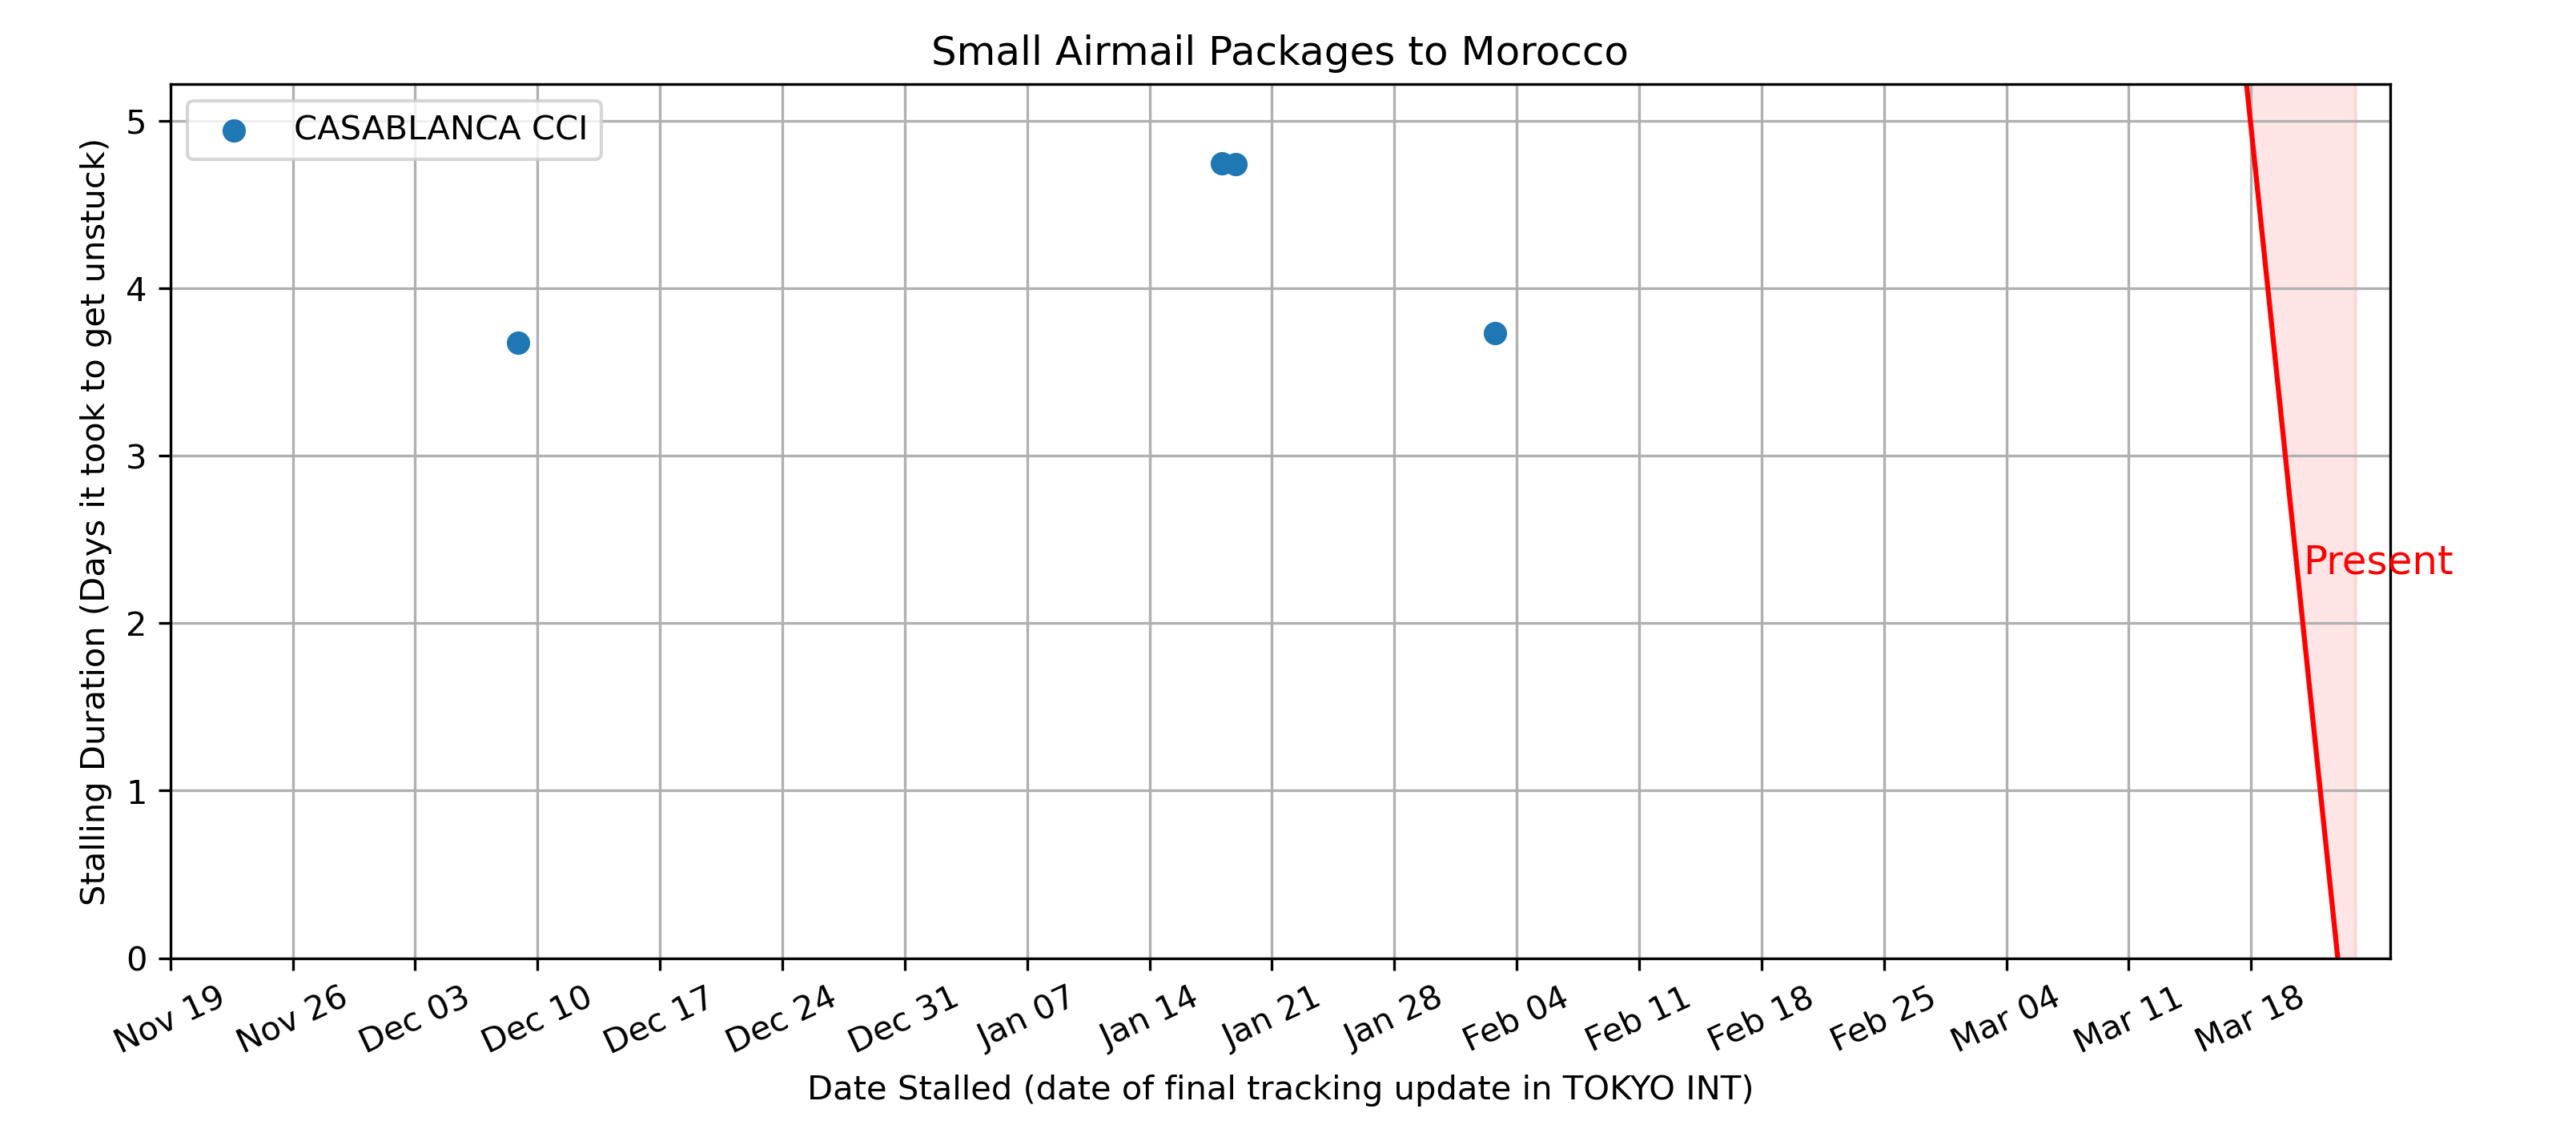 Small Airmail Packages to Morocco
CASABLANCA CCI
Stalling Duration (Days it took to get unstuck)
5
4
3
2
1
0
Present
Nov 19
Nov 26
Dec 03
Dec 10
Dec 17
Dec 24
Dec 31
Jan 07
Jan 14
Jan 21
Jan 28
Feb 04
Feb 11
Feb 18
Feb 25
Mar 04
Mar 11
Mar 18
Date Stalled (date of final tracking update in TOKYO INT)